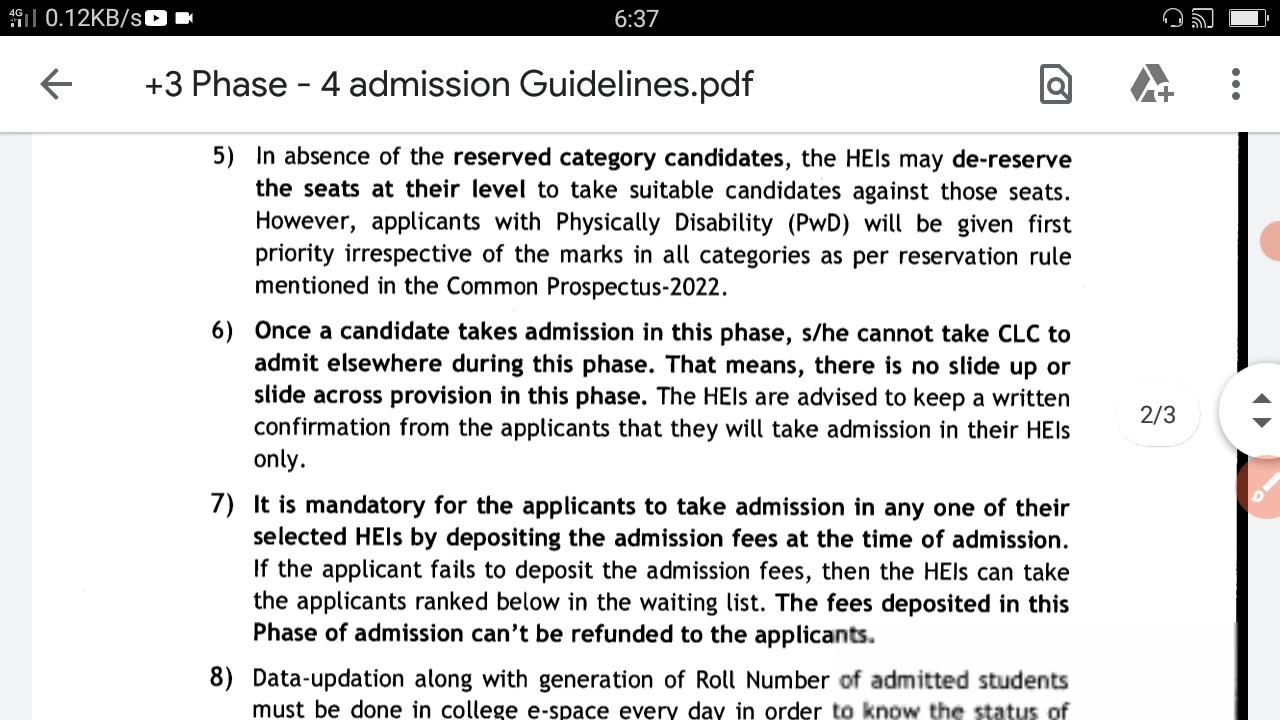 4G 0.12KB/s 6:37
+3 Phase - 4 admission Guidelines.pdf
5) In absence of the reserved category candidates, the HEIs may de-reserve
the seats at their level to take suitable candidates against those seats.
However, applicants with Physically Disability (PwD) will be given first
priority irrespective of the marks in all categories as per reservation rule
mentioned in the Common Prospectus-2022.
6) Once a candidate takes admission in this phase, s/he cannot take CLC to
admit elsewhere during this phase. That means, there is no slide up or
slide across provision in this phase. The HEIs are advised to keep a written
confirmation from the applicants that they will take admission in their HEIs
only.
2/3
7) It is mandatory for the applicants to take admission in any one of their
selected HEIs by depositing the admission fees at the time of admission.
If the applicant fails to deposit the admission fees, then the HEIs can take
the applicants ranked below in the waiting list. The fees deposited in this
Phase of admission can't be refunded to the applicants.
8) Data-updation along with generation of Roll Number of admitted students
must be done in college e-space every day in order to know the status of